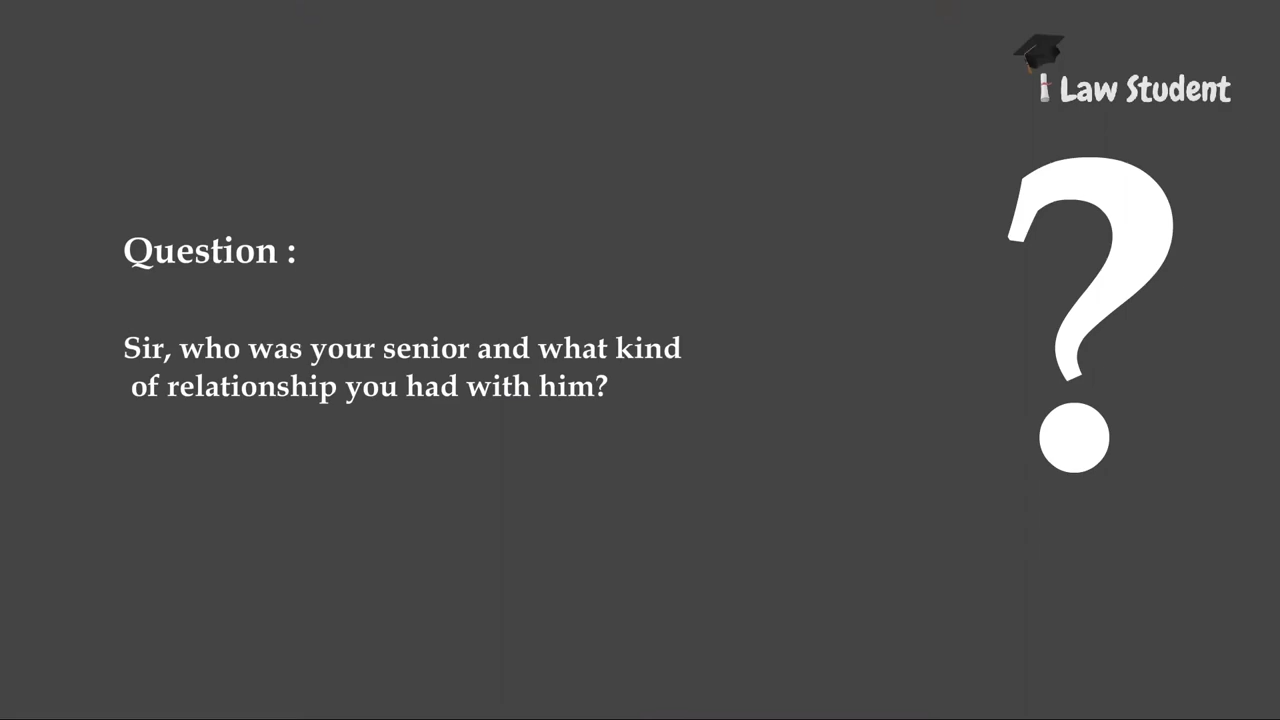 Law Student
Question :
Sir, who was your senior and what kind
of relationship you had with him?
?